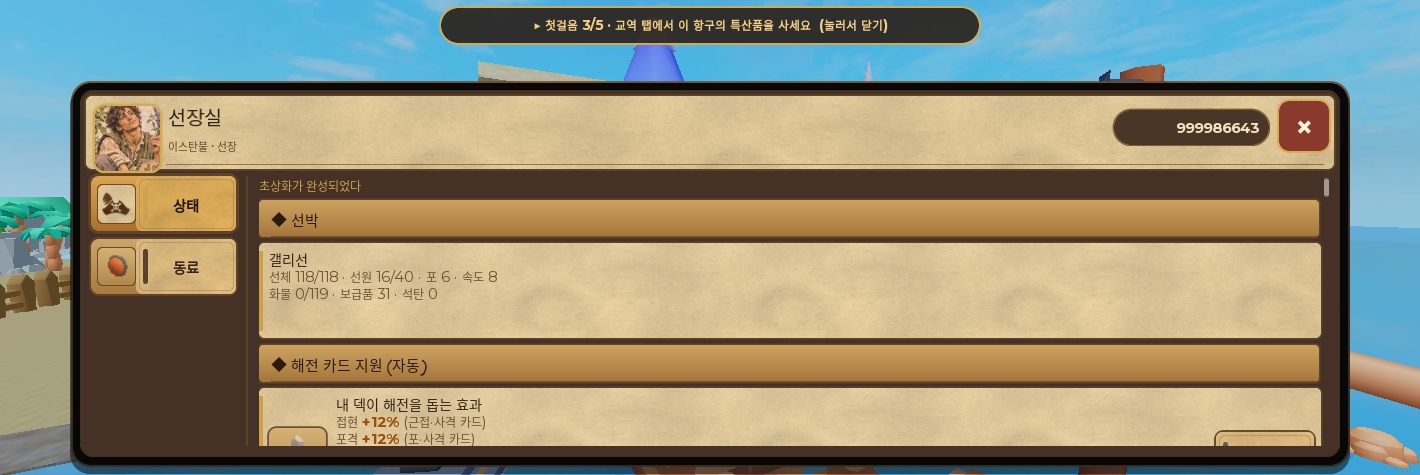 ▸ 첫걸음 3/5 · 교역 탭에서 이 항구의 특산품을 사세요 (눌러서 닫기)
선장실
이스탄불 · 선장
999986643
×
상태
동료
초상화가 완성되었다
◆ 선박
갤리선
선체 118/118 · 선원 16/40 · 포 6 · 속도 8
화물 0/119 · 보급품 31 · 석탄 0
◆ 해전 카드 지원 (자동)
내 덱이 해전을 돕는 효과
접현 +12% (근접·사격 카드)
포격 +12% (포·사격 카드)